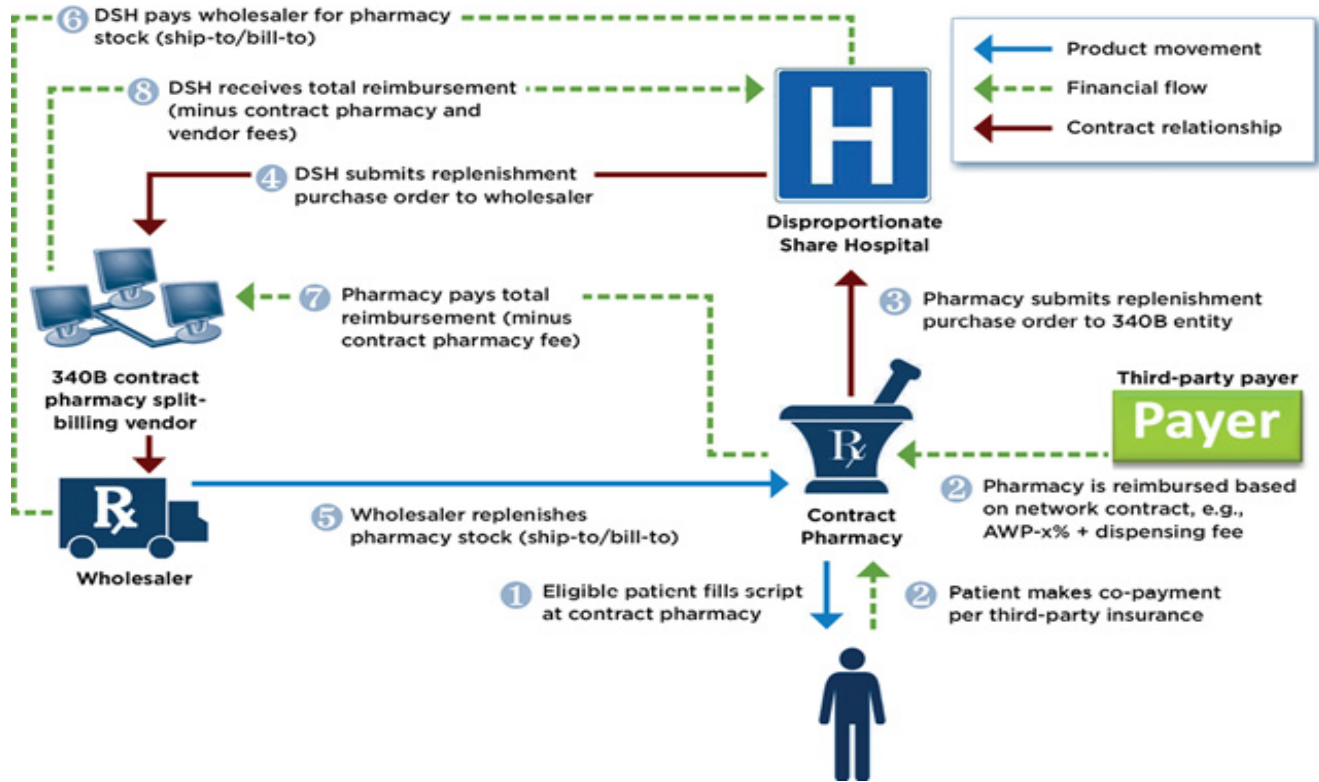 6 DSH pays wholesaler for pharmacy
stock (ship-to/bill-to)
8 DSH receives total reimbursement
(minus contract pharmacy and
vendor fees)
4 DSH submits replenishment
purchase order to wholesaler
H
Disproportionate
Share Hospital
Product movement
Financial flow
Contract relationship
340B contract
pharmacy split-
billing vendor
7 Pharmacy pays total
reimbursement (minus
contract pharmacy fee)
3 Pharmacy submits replenishment
purchase order to 340B entity
Third-party payer
Payer
Rx
Wholesaler
5 Wholesaler replenishes
pharmacy stock (ship-to/bill-to)
Rx
Contract
Pharmacy
2 Pharmacy is reimbursed based
on network contract, e.g.,
AWP-x% + dispensing fee
1 Eligible patient fills script
at contract pharmacy
2 Patient makes co-payment
per third-party insurance